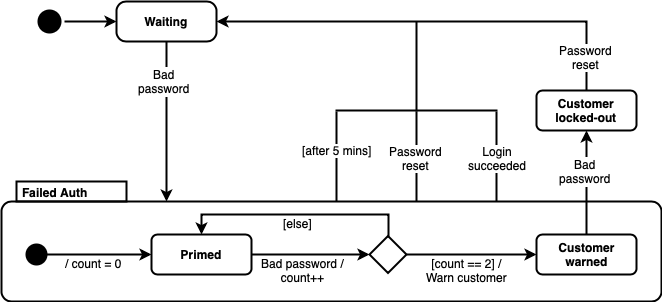 Waiting
Bad
password
Password
reset
Customer
locked-out
[after 5 mins]
Password
reset
Login
succeeded
Bad
password
Failed Auth
[else]
Primed
Customer
warned
/ count = 0
Bad password /
count++
[count == 2] /
Warn customer